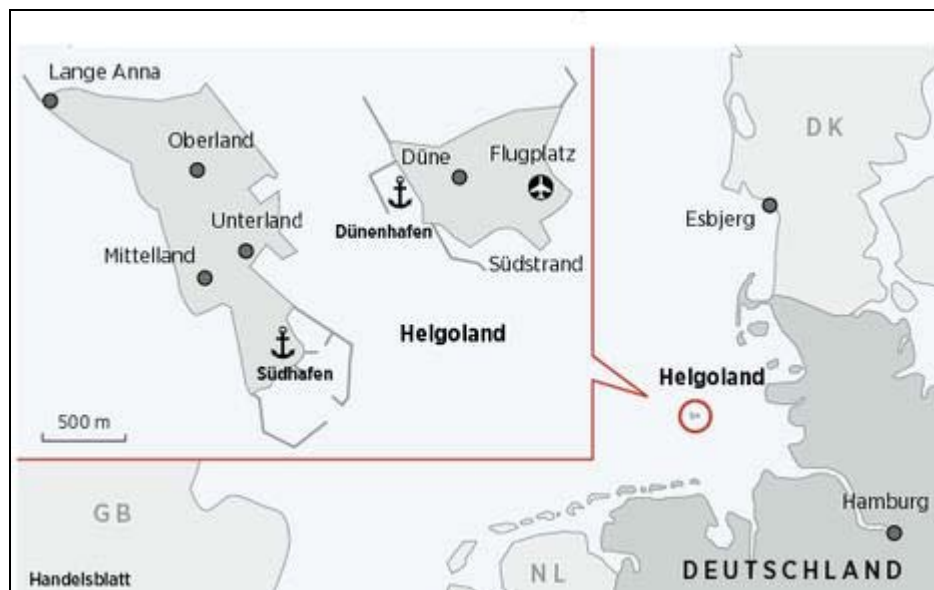 Lange Anna
Oberland
Düne
Flugplatz
DK
Esbjerg
Unterland
Dünenhafen
Mittelland
Südstrand
Helgoland
Südhafen
Helgoland
500 m
GB
Hamburg
NL
DEUTSCHLAND
Handelsblatt